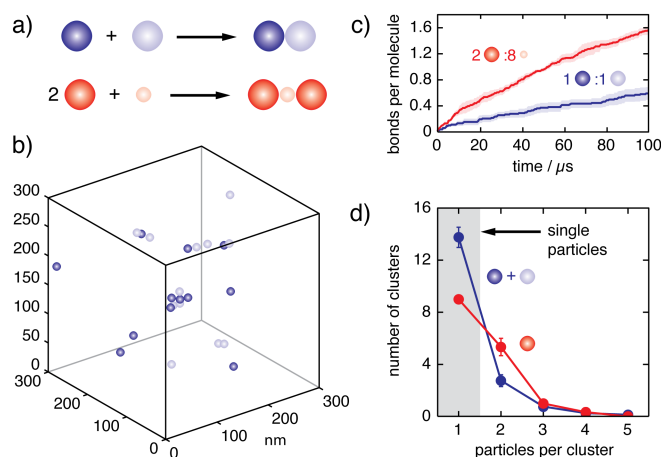 a)
+
2 +
b)
300
250
200
150
100
50
0
300
200
100
0
0
100
200
300
nm
c)
bonds per molecule
1.6
1.2
0.8
0.4
0
0 20 40 60 80 100
time / µs
2 :8
1 :1
d)
number of clusters
16
12
8
4
0
1 2 3 4 5
particles per cluster
single
particles
+